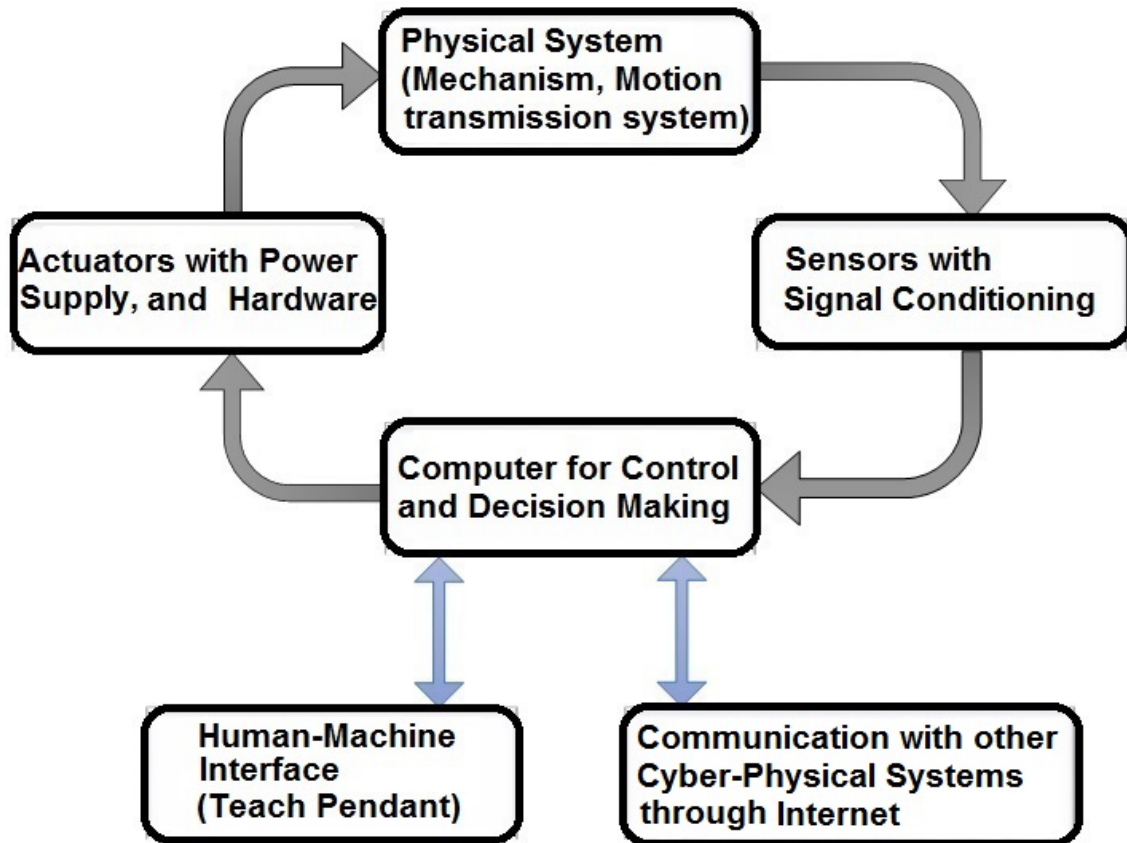 Physical System
(Mechanism, Motion
transmission system)
Actuators with Power
Supply, and Hardware
Sensors with
Signal Conditioning
Computer for Control
and Decision Making
Human-Machine
Interface
(Teach Pendant)
Communication with other
Cyber-Physical Systems
through Internet